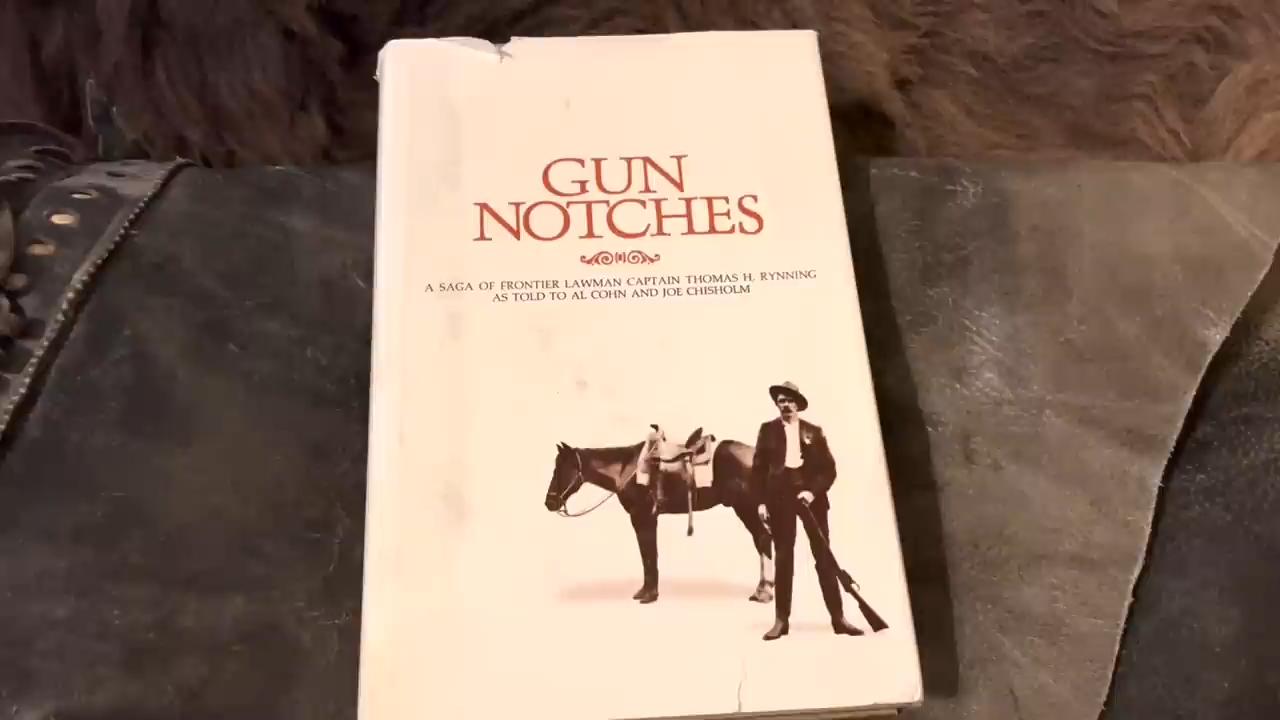 GUN
NOTCHES
A SAGA OF FRONTIER LAWMAN CAPTAIN THOMAS H. RYNNING
AS TOLD TO AL COHN AND JOE CHISHOLM